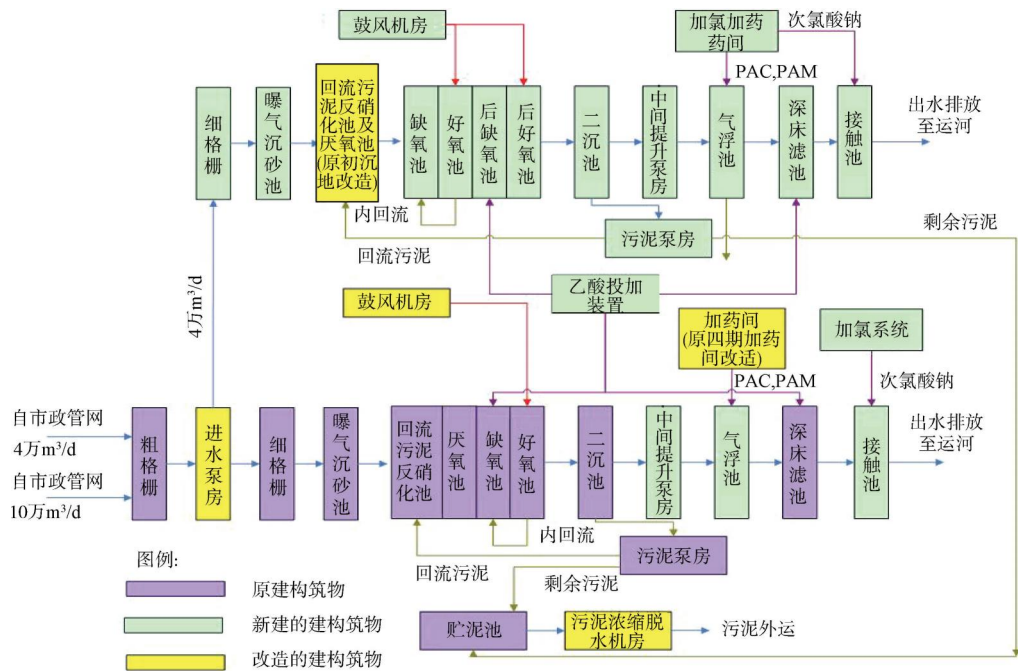 鼓风机房
加氯加药
药间
次氯酸钠
PAC,PAM
细格栅
曝气沉砂池
回流污
泥反硝
化池及
厌氧池
(原初沉
地改造)
缺氧池
好氧池
后缺氧池
后好氧池
二沉池
中间提升泵房
气浮池
深床滤池
接触池
出水排放
至运河
内回流
回流污泥
污泥泵房
剩余污泥
4万m³/d
乙酸投加
装置
鼓风机房
加药间
(原四期加药
间改适)
加氯系统
PAC,PAM
次氯酸钠
自市政管网
4万m³/d
自市政管网
10万m³/d
粗格栅
进水泵房
细格栅
曝气沉砂池
回流
污泥
反硝
化池
厌氧池
缺氧池
好氧池
二沉池
中间提升泵房
气浮池
深床滤池
接触池
出水排放
至运河
内回流
回流污泥
污泥泵房
剩余污泥
贮泥池
污泥浓缩脱
水机房
污泥外运
图例:
原建构筑物
新建的建构筑物
改造的建构筑物